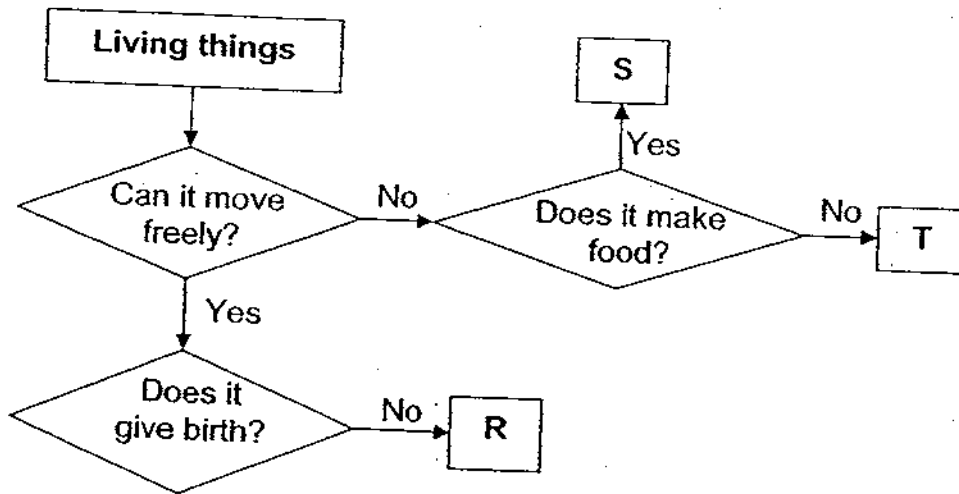 Living things
S
Yes
Can it move
freely?
No
Does it make
food?
No
T
Yes
Does it
give birth?
No
R